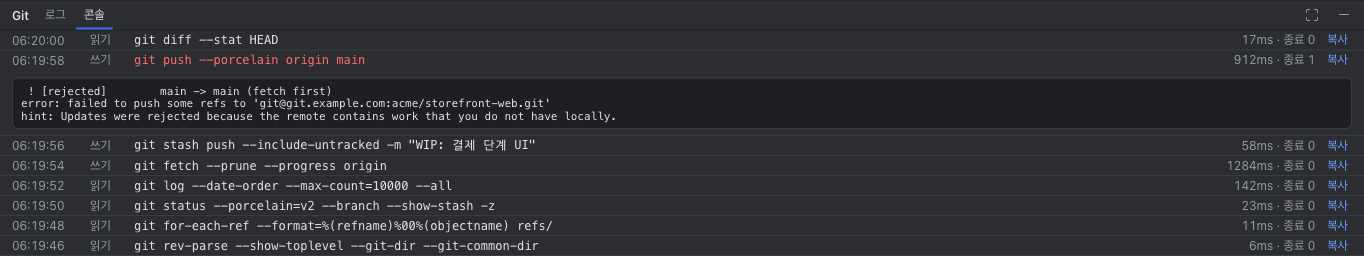 Git 로그 콘솔
06:20:00 읽기 git diff --stat HEAD 17ms · 종료 0 복사
06:19:58 쓰기 git push --porcelain origin main 912ms · 종료 1 복사
! [rejected]        main -> main (fetch first)
error: failed to push some refs to 'git@git.example.com:acme/storefront-web.git'
hint: Updates were rejected because the remote contains work that you do not have locally.
06:19:56 쓰기 git stash push --include-untracked -m "WIP: 결제 단계 UI" 58ms · 종료 0 복사
06:19:54 쓰기 git fetch --prune --progress origin 1284ms · 종료 0 복사
06:19:52 읽기 git log --date-order --max-count=10000 --all 142ms · 종료 0 복사
06:19:50 읽기 git status --porcelain=v2 --branch --show-stash -z 23ms · 종료 0 복사
06:19:48 읽기 git for-each-ref --format=%(refname)%00%(objectname) refs/ 11ms · 종료 0 복사
06:19:46 읽기 git rev-parse --show-toplevel --git-dir --git-common-dir 6ms · 종료 0 복사